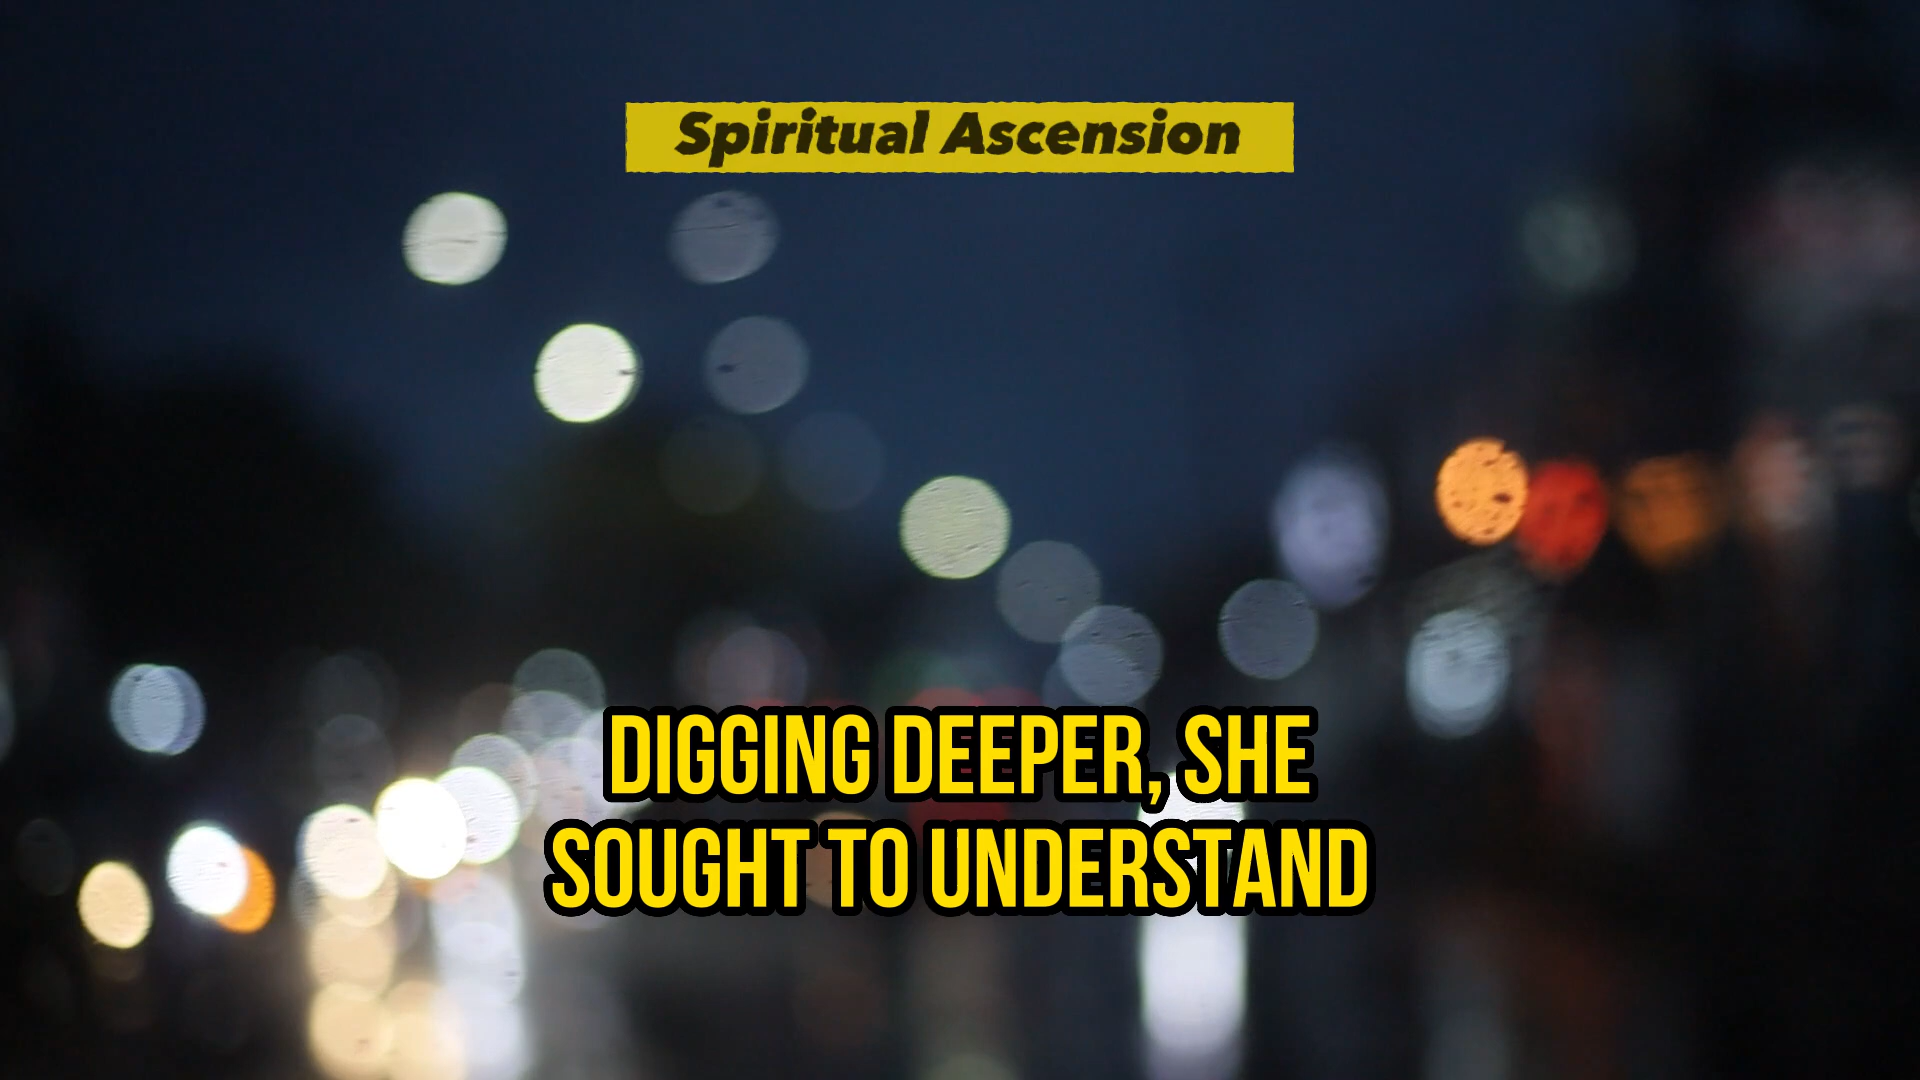 Spiritual Ascension
DIGGING DEEPER, SHE
SOUGHT TO UNDERSTAND